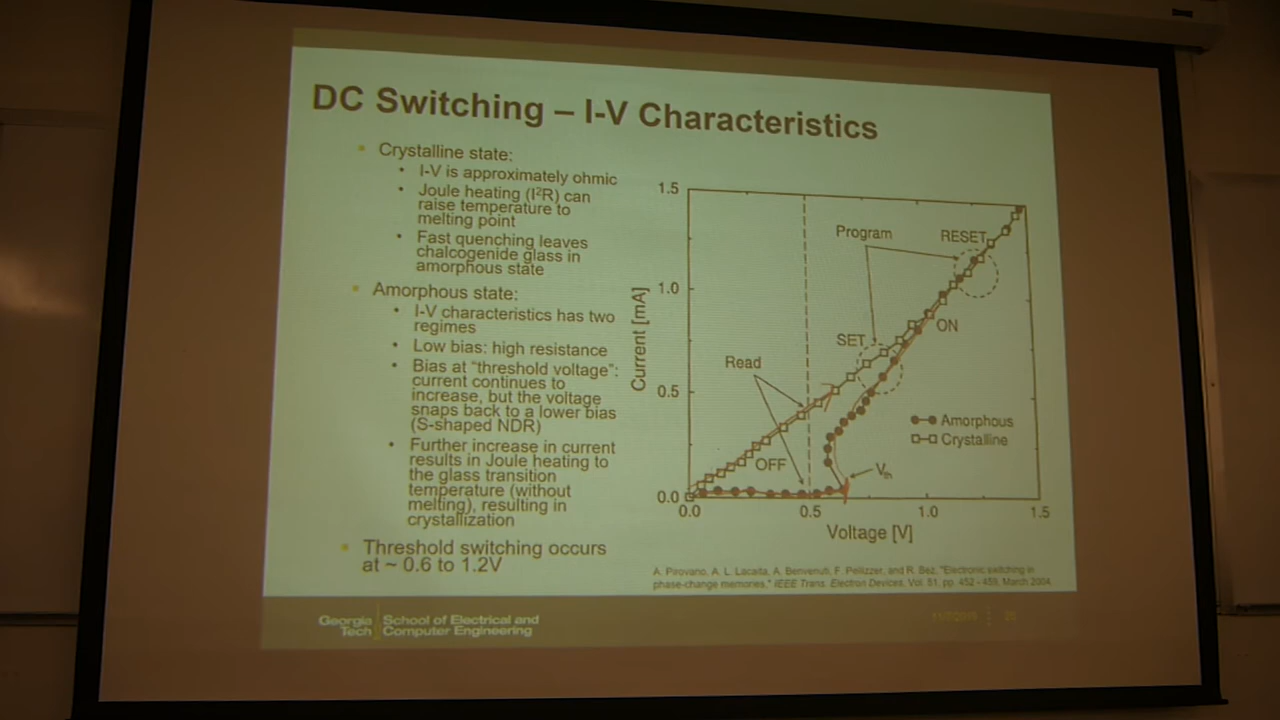 DC Switching – I-V Characteristics
Crystalline state:
I-V is approximately ohmic
Joule heating (I²R) can
raise temperature to
melting point
Fast quenching leaves
chalcogenide glass in
amorphous state
Amorphous state:
I-V characteristics has two
regimes
Low bias: high resistance
Bias at "threshold voltage":
current continues to
increase, but the voltage
snaps back to a lower bias
(S-shaped NDR)
Further increase in current
results in Joule heating to
the glass transition
temperature (without
melting), resulting in
crystallization
Threshold switching occurs
at ~ 0.6 to 1.2V
1.5
1.0
0.5
0.0
Current [mA]
Program
RESET
SET
ON
Read
OFF
Vth
Amorphous
Crystalline
0.0
0.5
1.0
1.5
Voltage [V]
A. Pirovano, A. L. Lacaita, A. Benvenuti, F. Pellizzer, and R. Bez, "Electronic switching in
phase-change memories," IEEE Trans. Electron Devices, Vol. 51, pp. 452 - 459, March 2004.
Georgia
Tech
School of Electrical and
Computer Engineering